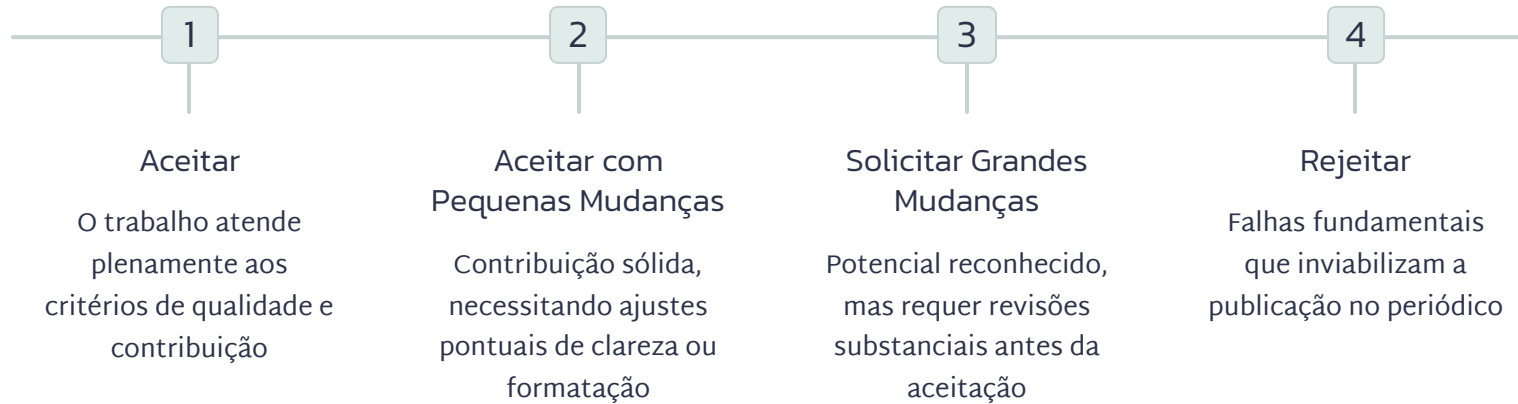 1
Aceitar
O trabalho atende
plenamente aos
critérios de qualidade e
contribuição
2
Aceitar com
Pequenas Mudanças
Contribuição sólida,
necessitando ajustes
pontuais de clareza ou
formatação
3
Solicitar Grandes
Mudanças
Potencial reconhecido,
mas requer revisões
substanciais antes da
aceitação
4
Rejeitar
Falhas fundamentais
que inviabilizam a
publicação no periódico